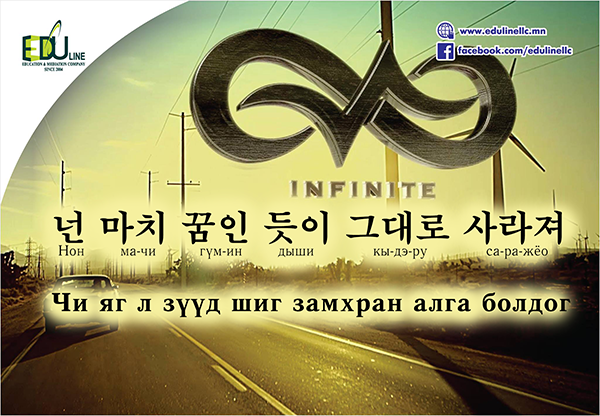 EDU LINE
EDUCATION & MEDIATION COMPANY
SINCE 2004
www.edulinellc.mn
facebook.com/edulinellc
INFINITE
넌 마치 꿈인 듯이 그대로 사라져
Нон ма-чи гүм-ин дыши кы-дэ-ру са-ра-жёо
Чи яг л зүүд шиг замхран алга болдог